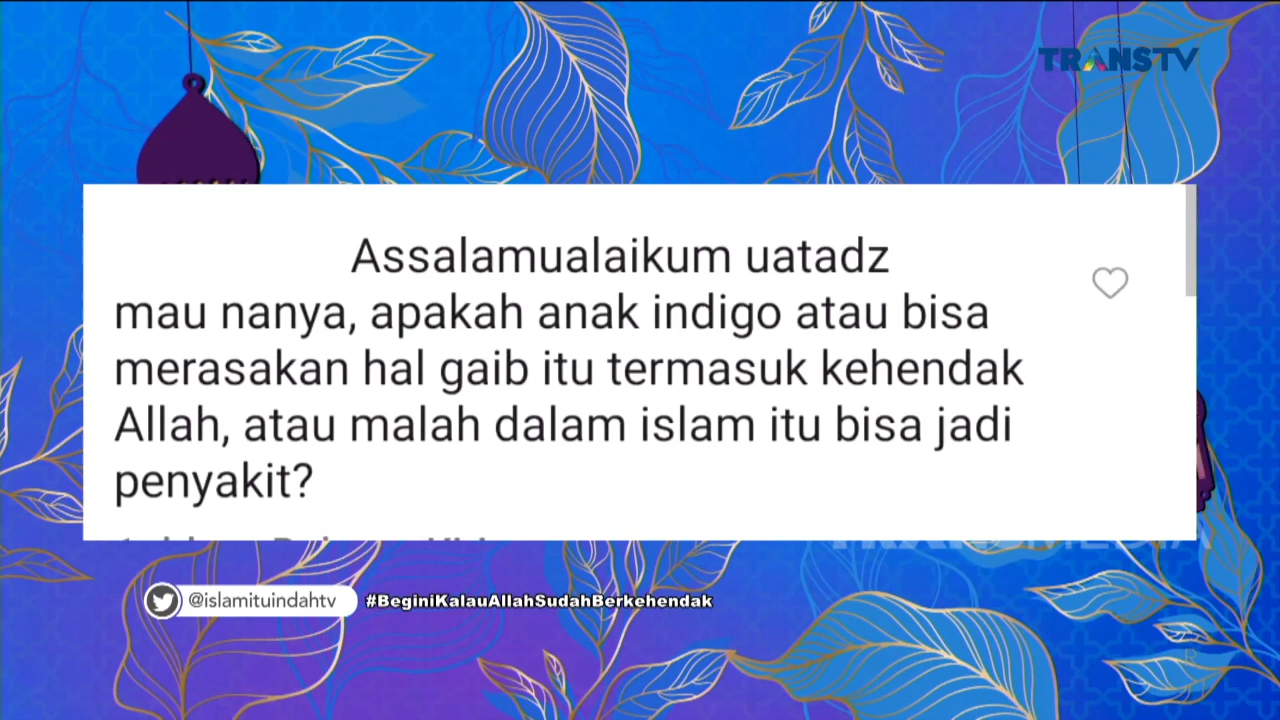 TRANSTV
Assalamualaikum uatadz
mau nanya, apakah anak indigo atau bisa
merasakan hal gaib itu termasuk kehendak
Allah, atau malah dalam islam itu bisa jadi
penyakit?
@islamituindahtv #BeginiKalauAllahSudahBerkehendak